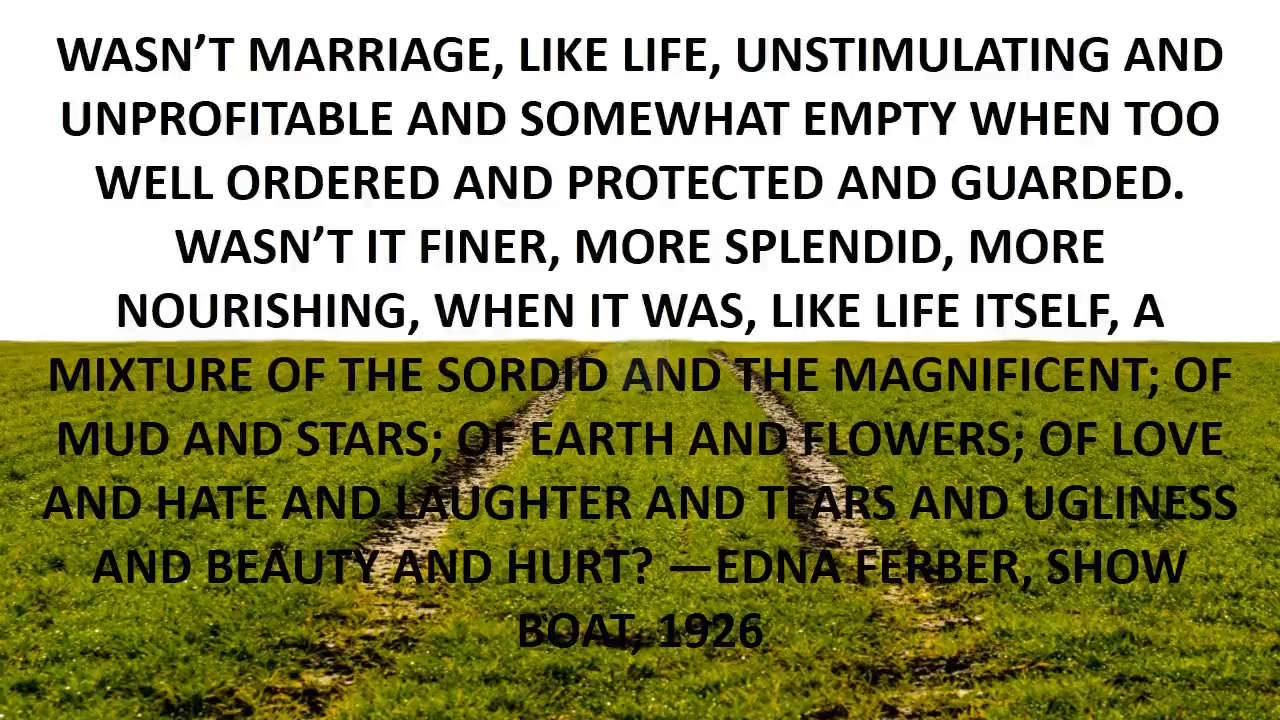 WASN’T MARRIAGE, LIKE LIFE, UNSTIMULATING AND
UNPROFITABLE AND SOMEWHAT EMPTY WHEN TOO
WELL ORDERED AND PROTECTED AND GUARDED.
WASN’T IT FINER, MORE SPLENDID, MORE
NOURISHING, WHEN IT WAS, LIKE LIFE ITSELF, A
MIXTURE OF THE SORDID AND THE MAGNIFICENT; OF
MUD AND STARS; OF EARTH AND FLOWERS; OF LOVE
AND HATE AND LAUGHTER AND TEARS AND UGLINESS
AND BEAUTY AND HURT? —EDNA FERBER, SHOW
BOAT, 1926